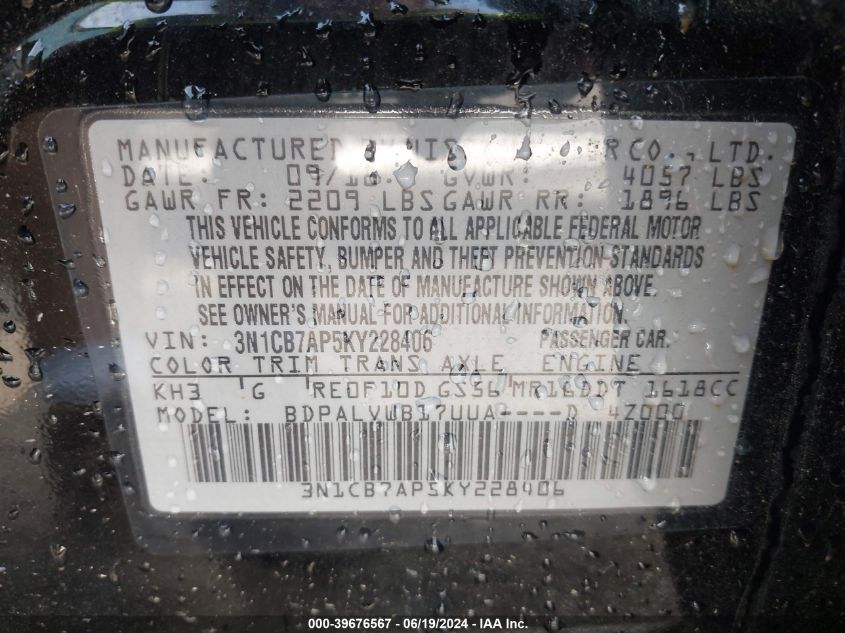 MANUFACTURED CO., LTD.
DATE: GVWR: 4057 LBS
GAWR FR: 2209 LBS GAWR RR: 1896 LBS
THIS VEHICLE CONFORMS TO ALL APPLICABLE FEDERAL MOTOR
VEHICLE SAFETY, BUMPER AND THEFT PREVENTION STANDARDS
IN EFFECT ON THE DATE OF MANUFACTURE SHOWN ABOVE.
SEE OWNER'S MANUAL FOR ADDITIONAL INFORMATION.
VIN: 3N1CB7AP5KY228406 PASSENGER CAR.
COLOR TRIM TRANS AXLE ENGINE
KH3 G RE0F10D GS56 MR16DDT 1618CC
MODEL: BDPALVWB17UUA----D 4Z000
3N1CB7AP5KY228406
000-39676567 - 06/19/2024 - IAAI Inc.